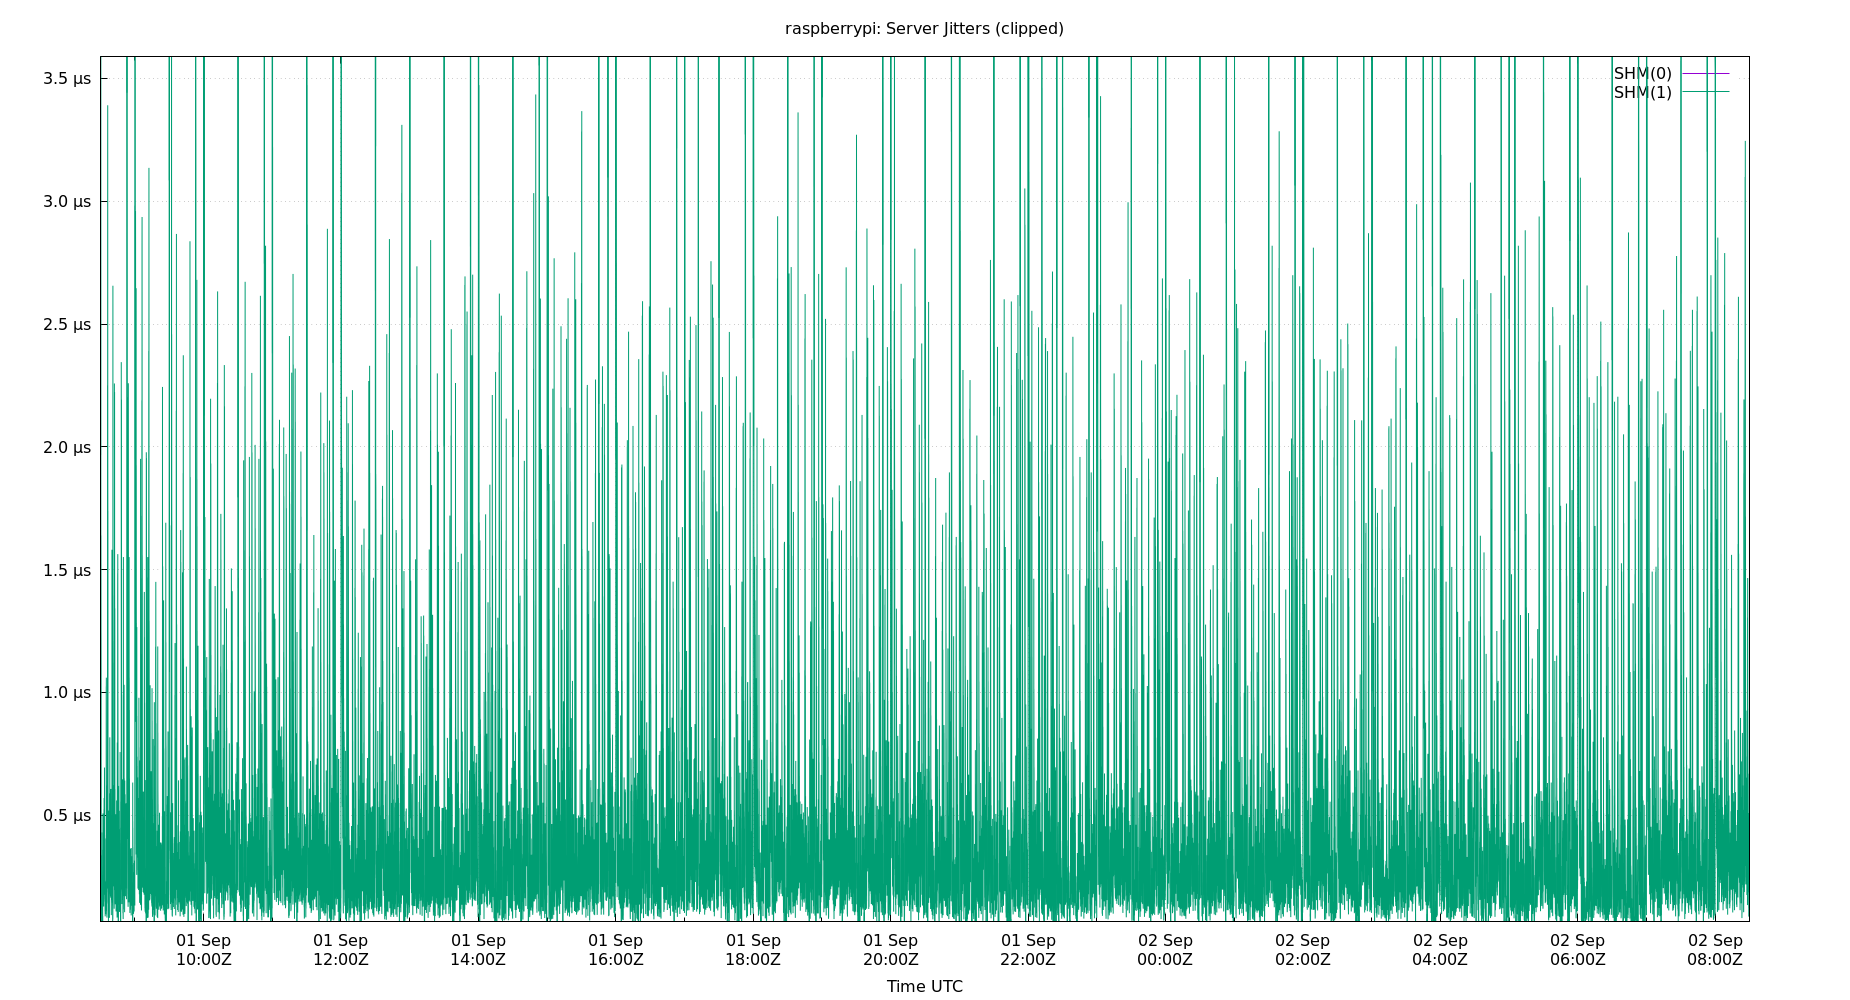 raspberrypi: Server Jitters (clipped)
SHM(0)
SHM(1)
3.5 μs
3.0 μs
2.5 μs
2.0 μs
1.5 μs
1.0 μs
0.5 μs
01 Sep 01 Sep 01 Sep 01 Sep 01 Sep 01 Sep 01 Sep 02 Sep 02 Sep 02 Sep 02 Sep 02 Sep
10:00Z 12:00Z 14:00Z 16:00Z 18:00Z 20:00Z 22:00Z 00:00Z 02:00Z 04:00Z 06:00Z 08:00Z
Time UTC